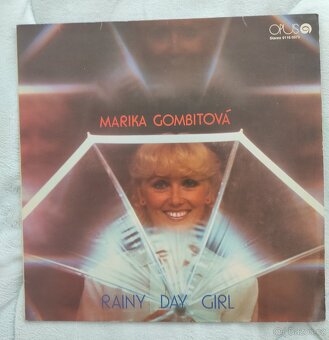 OPUS
MARIKA GOMBITOVÁ
RAINY DAY GIRL